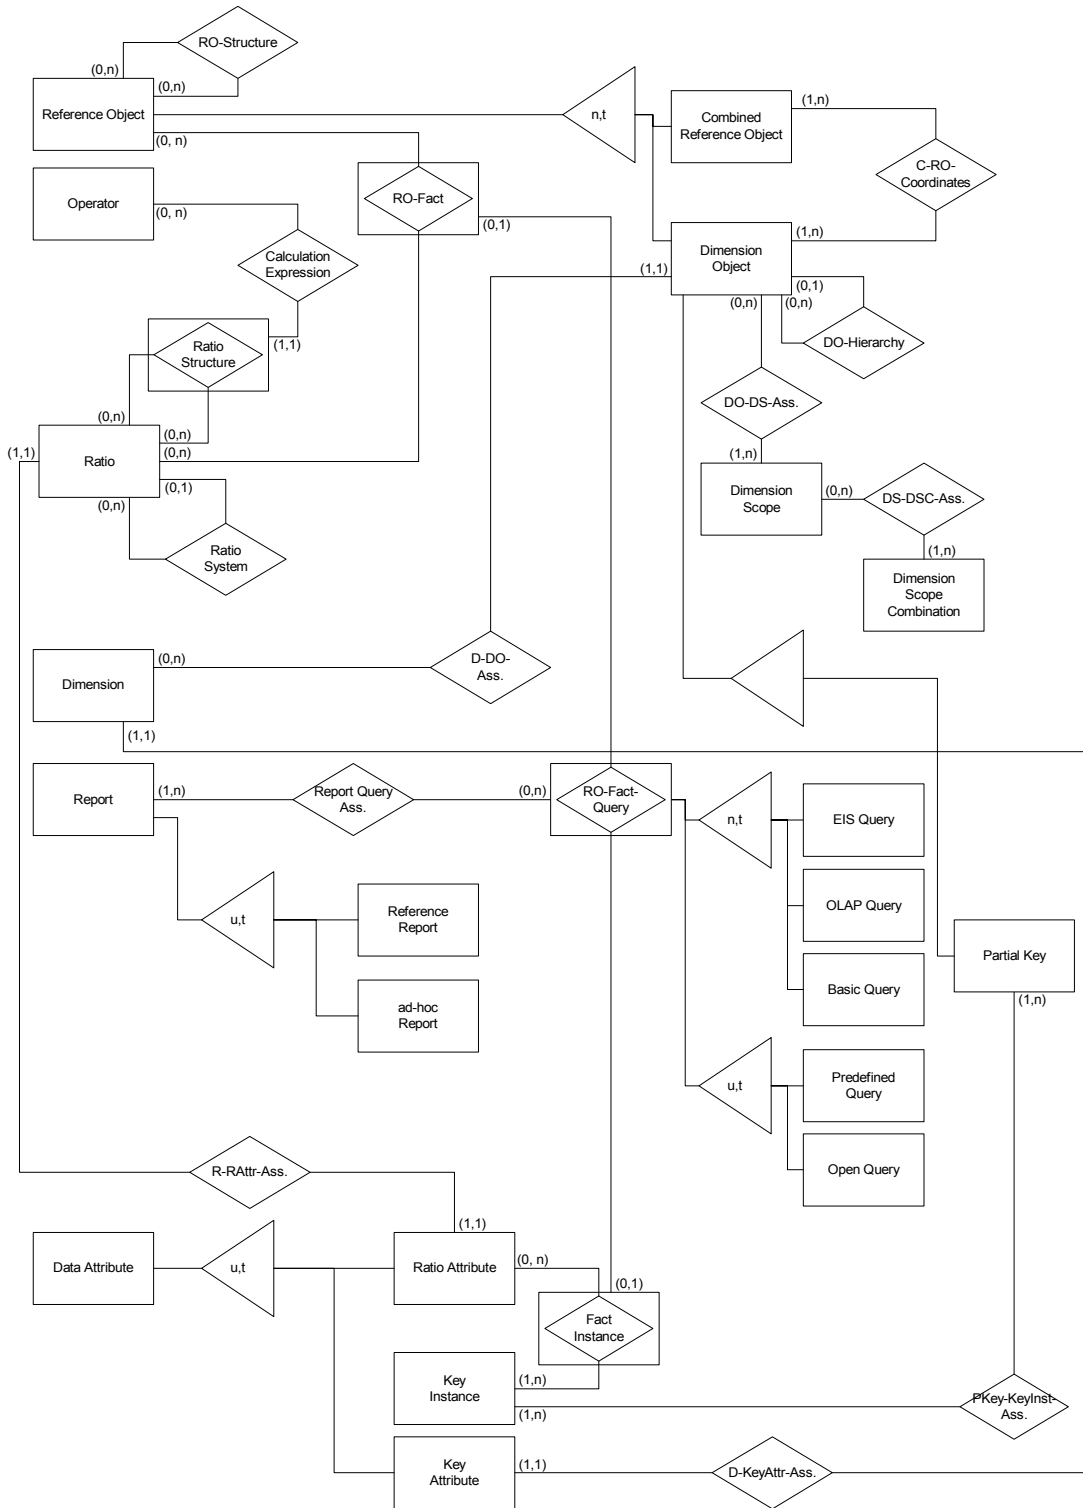 RO-Structure
(0,n)
(0,n)
Reference Object
(0, n)
n,t
Combined
Reference Object
(1,n)
C-RO-
Coordinates
Operator
(0, n)
RO-Fact
(0,1)
(1,n)
Dimension
Object
(1,1)
(0,n)
(0,1)
(0,n)
Calculation
Expression
(1,1)
Ratio
Structure
DO-Hierarchy
DO-DS-Ass.
(0,n)
(0,n)
(1,1)
Ratio
(0,n)
(0,n)
(0,1)
Ratio
System
(1,n)
Dimension
Scope
(0,n)
DS-DSC-Ass.
(1,n)
Dimension
Scope
Combination
Dimension
(0,n)
D-DO-
Ass.
(1,1)
Report
(1,n)
Report Query
Ass.
(0,n)
RO-Fact-
Query
n,t
EIS Query
OLAP Query
Basic Query
u,t
Reference
Report
ad-hoc
Report
Partial Key
(1,n)
u,t
Predefined
Query
Open Query
R-RAttr-Ass.
(1,1)
Data Attribute
u,t
Ratio Attribute
(0, n)
(0,1)
Fact
Instance
Key
Instance
(1,n)
(1,n)
PKey-KeyInst-
Ass.
Key
Attribute
(1,1)
D-KeyAttr-Ass.